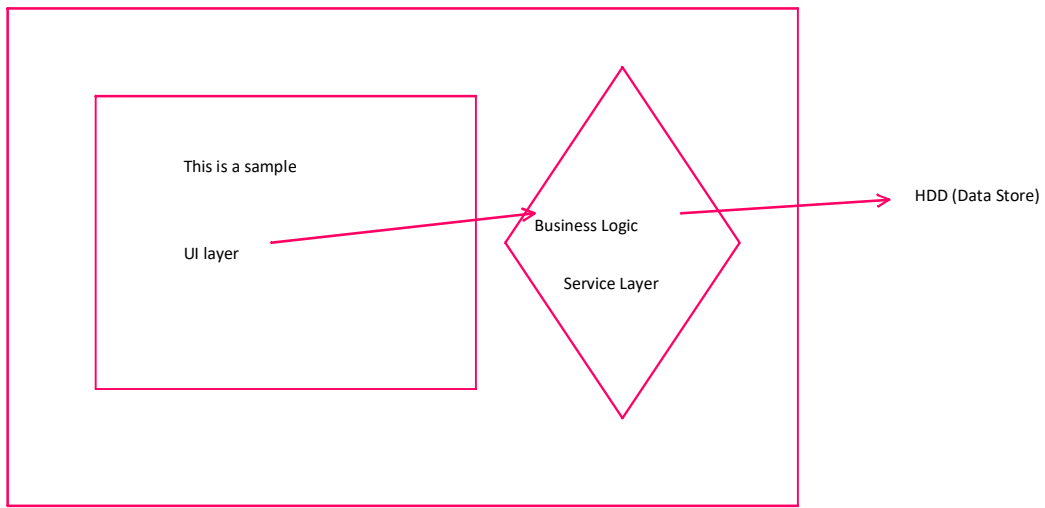 This is a sample
UI layer
Business Logic
Service Layer
HDD (Data Store)